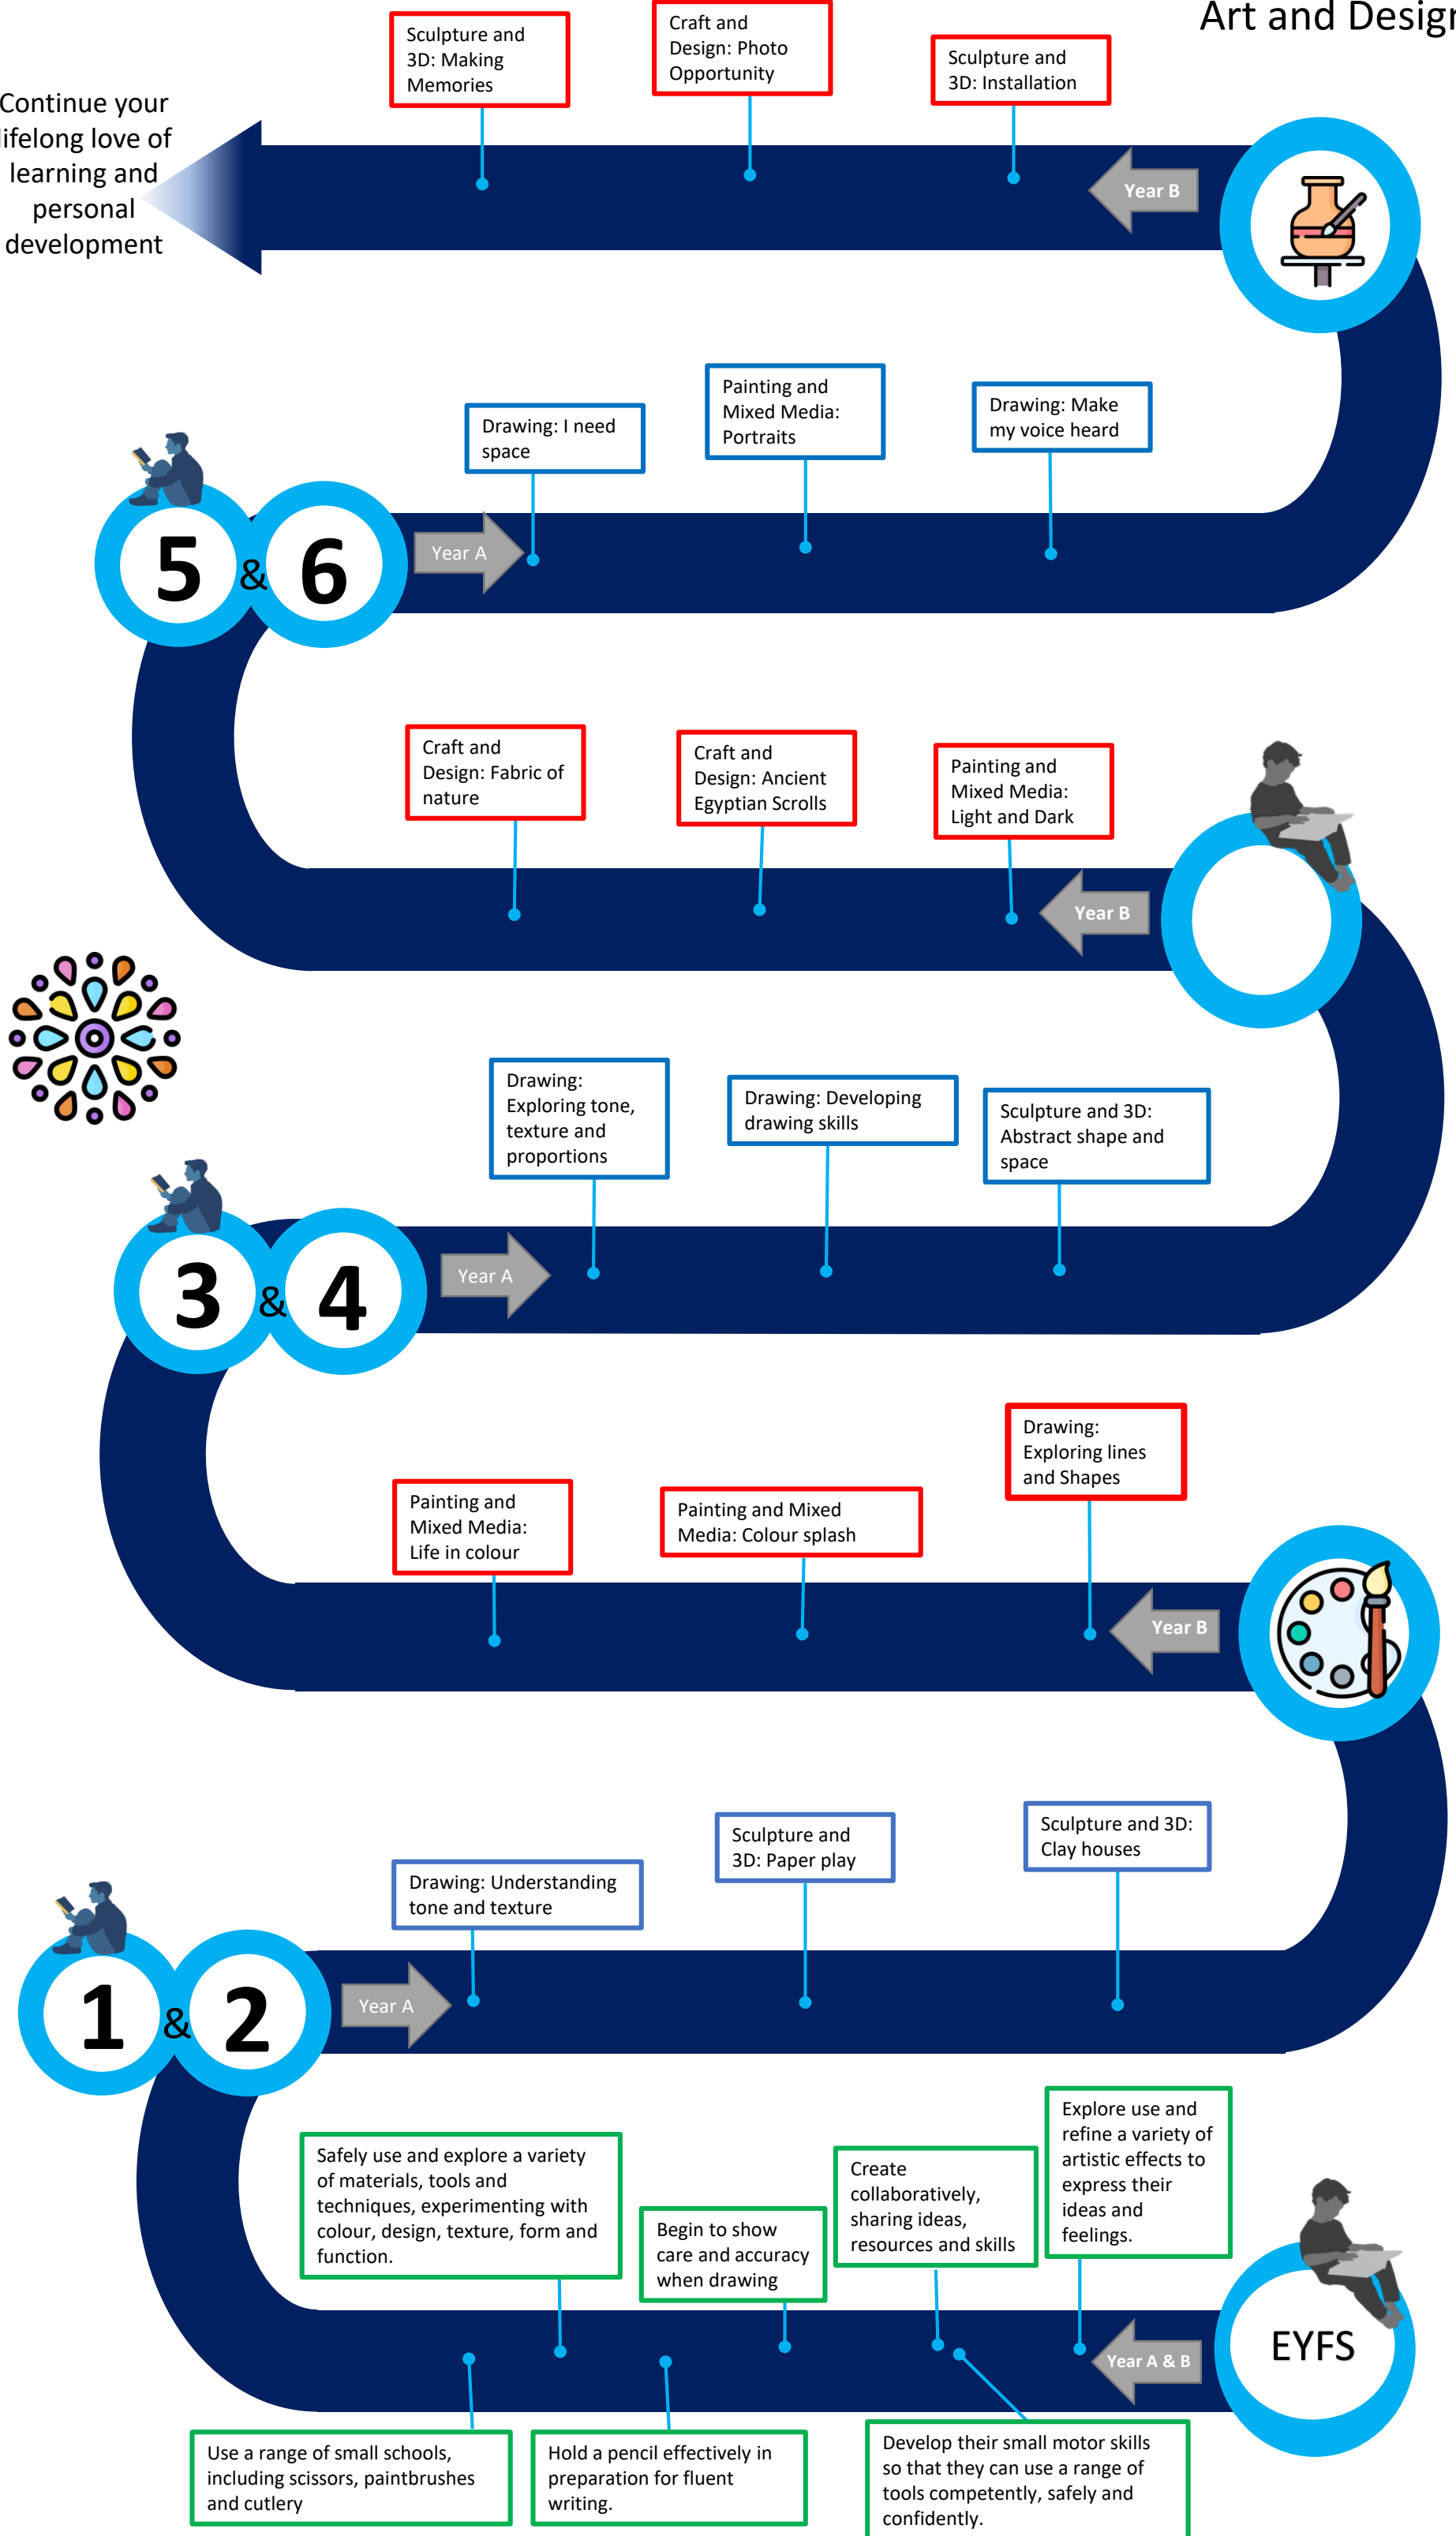 Art and Design
Sculpture and
3D: Making
Memories
Craft and
Design: Photo
Opportunity
Sculpture and
3D: Installation
Continue your
lifelong love of
learning and
personal
development
Year B
Drawing: I need
space
Painting and
Mixed Media:
Portraits
Drawing: Make
my voice heard
5 & 6
Year A
Craft and
Design: Fabric of
nature
Craft and
Design: Ancient
Egyptian Scrolls
Painting and
Mixed Media:
Light and Dark
Year B
Drawing:
Exploring tone,
texture and
proportions
Drawing: Developing
drawing skills
Sculpture and 3D:
Abstract shape and
space
3 & 4
Year A
Painting and
Mixed Media:
Life in colour
Painting and Mixed
Media: Colour splash
Drawing:
Exploring lines
and Shapes
Year B
Drawing: Understanding
tone and texture
Sculpture and
3D: Paper play
Sculpture and 3D:
Clay houses
1 & 2
Year A
Safely use and explore a variety
of materials, tools and
techniques, experimenting with
colour, design, texture, form and
function.
Begin to show
care and accuracy
when drawing
Create
collaboratively,
sharing ideas,
resources and skills
Explore use and
refine a variety of
artistic effects to
express their
ideas and
feelings.
Year A & B
EYFS
Use a range of small schools,
including scissors, paintbrushes
and cutlery
Hold a pencil effectively in
preparation for fluent
writing.
Develop their small motor skills
so that they can use a range of
tools competently, safely and
confidently.